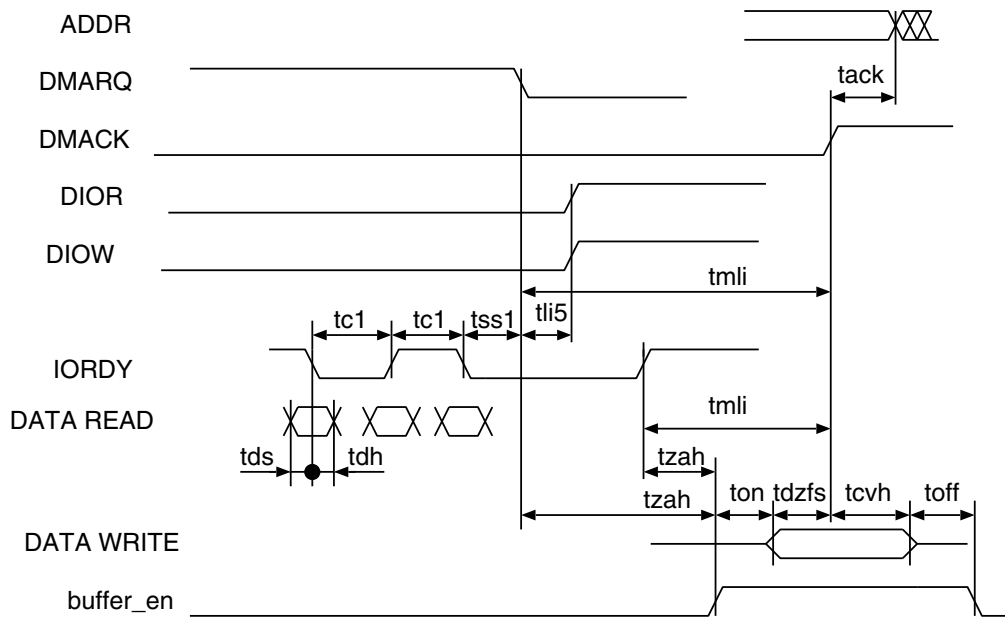 ADDR
DMARQ
tack
DMACK
DIOR
DIOW
tmli
tc1 tc1 tss1 tli5
IORDY
DATA READ
tmli
tds tdh tzah
tzah ton tdzfs tcvh toff
DATA WRITE
buffer_en